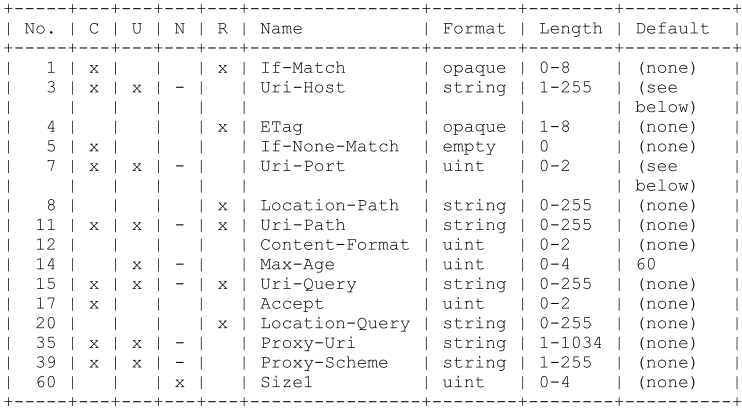 +-----+---+---+---+---+----------------+--------+--------+----------+
| No. | C | U | N | R | Name           | Format | Length | Default  |
+-----+---+---+---+---+----------------+--------+--------+----------+
|   1 | x |   |   | x | If-Match       | opaque | 0-8    | (none)   |
|   3 | x | x | - |   | Uri-Host       | string | 1-255  | (see     |
|     |   |   |   |   |                |        |        | below)   |
|   4 |   |   |   | x | ETag           | opaque | 1-8    | (none)   |
|   5 | x |   |   |   | If-None-Match  | empty  | 0      | (none)   |
|   7 | x | x | - |   | Uri-Port       | uint   | 0-2    | (see     |
|     |   |   |   |   |                |        |        | below)   |
|   8 |   |   |   | x | Location-Path  | string | 0-255  | (none)   |
|  11 | x | x | - | x | Uri-Path       | string | 0-255  | (none)   |
|  12 |   |   |   |   | Content-Format | uint   | 0-2    | (none)   |
|  14 |   | x | - |   | Max-Age        | uint   | 0-4    | 60       |
|  15 | x | x | - | x | Uri-Query      | string | 0-255  | (none)   |
|  17 | x |   |   |   | Accept         | uint   | 0-2    | (none)   |
|  20 |   |   |   | x | Location-Query | string | 0-255  | (none)   |
|  35 | x | x | - |   | Proxy-Uri      | string | 1-1034 | (none)   |
|  39 | x | x | - |   | Proxy-Scheme   | string | 1-255  | (none)   |
|  60 |   |   | x |   | Size1          | uint   | 0-4    | (none)   |
+-----+---+---+---+---+----------------+--------+--------+----------+